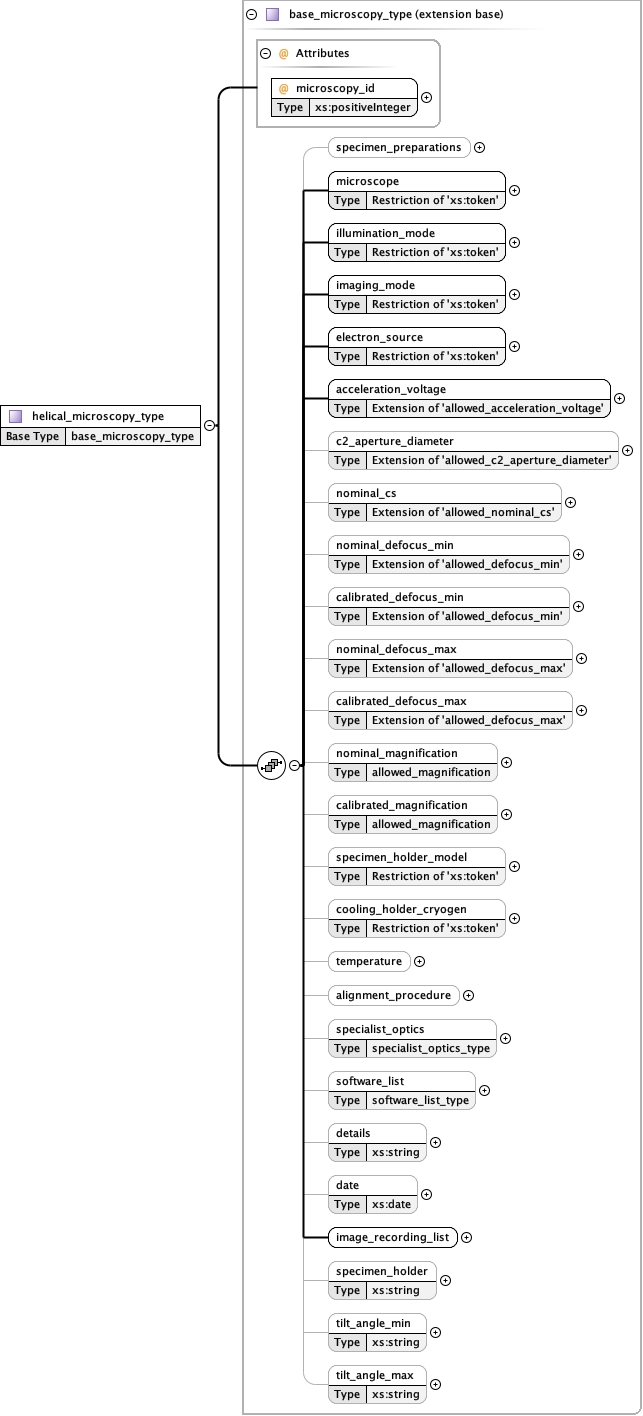 base_microscopy_type (extension base)
@ Attributes
@ microscopy_id
Type xs:positiveInteger
specimen_preparations
microscope
Type Restriction of 'xs:token'
illumination_mode
Type Restriction of 'xs:token'
imaging_mode
Type Restriction of 'xs:token'
electron_source
Type Restriction of 'xs:token'
acceleration_voltage
Type Extension of 'allowed_acceleration_voltage'
helical_microscopy_type
Base Type base_microscopy_type
c2_aperture_diameter
Type Extension of 'allowed_c2_aperture_diameter'
nominal_cs
Type Extension of 'allowed_nominal_cs'
nominal_defocus_min
Type Extension of 'allowed_defocus_min'
calibrated_defocus_min
Type Extension of 'allowed_defocus_min'
nominal_defocus_max
Type Extension of 'allowed_defocus_max'
calibrated_defocus_max
Type Extension of 'allowed_defocus_max'
nominal_magnification
Type allowed_magnification
calibrated_magnification
Type allowed_magnification
specimen_holder_model
Type Restriction of 'xs:token'
cooling_holder_cryogen
Type Restriction of 'xs:token'
temperature
alignment_procedure
specialist_optics
Type specialist_optics_type
software_list
Type software_list_type
details
Type xs:string
date
Type xs:date
image_recording_list
specimen_holder
Type xs:string
tilt_angle_min
Type xs:string
tilt_angle_max
Type xs:string